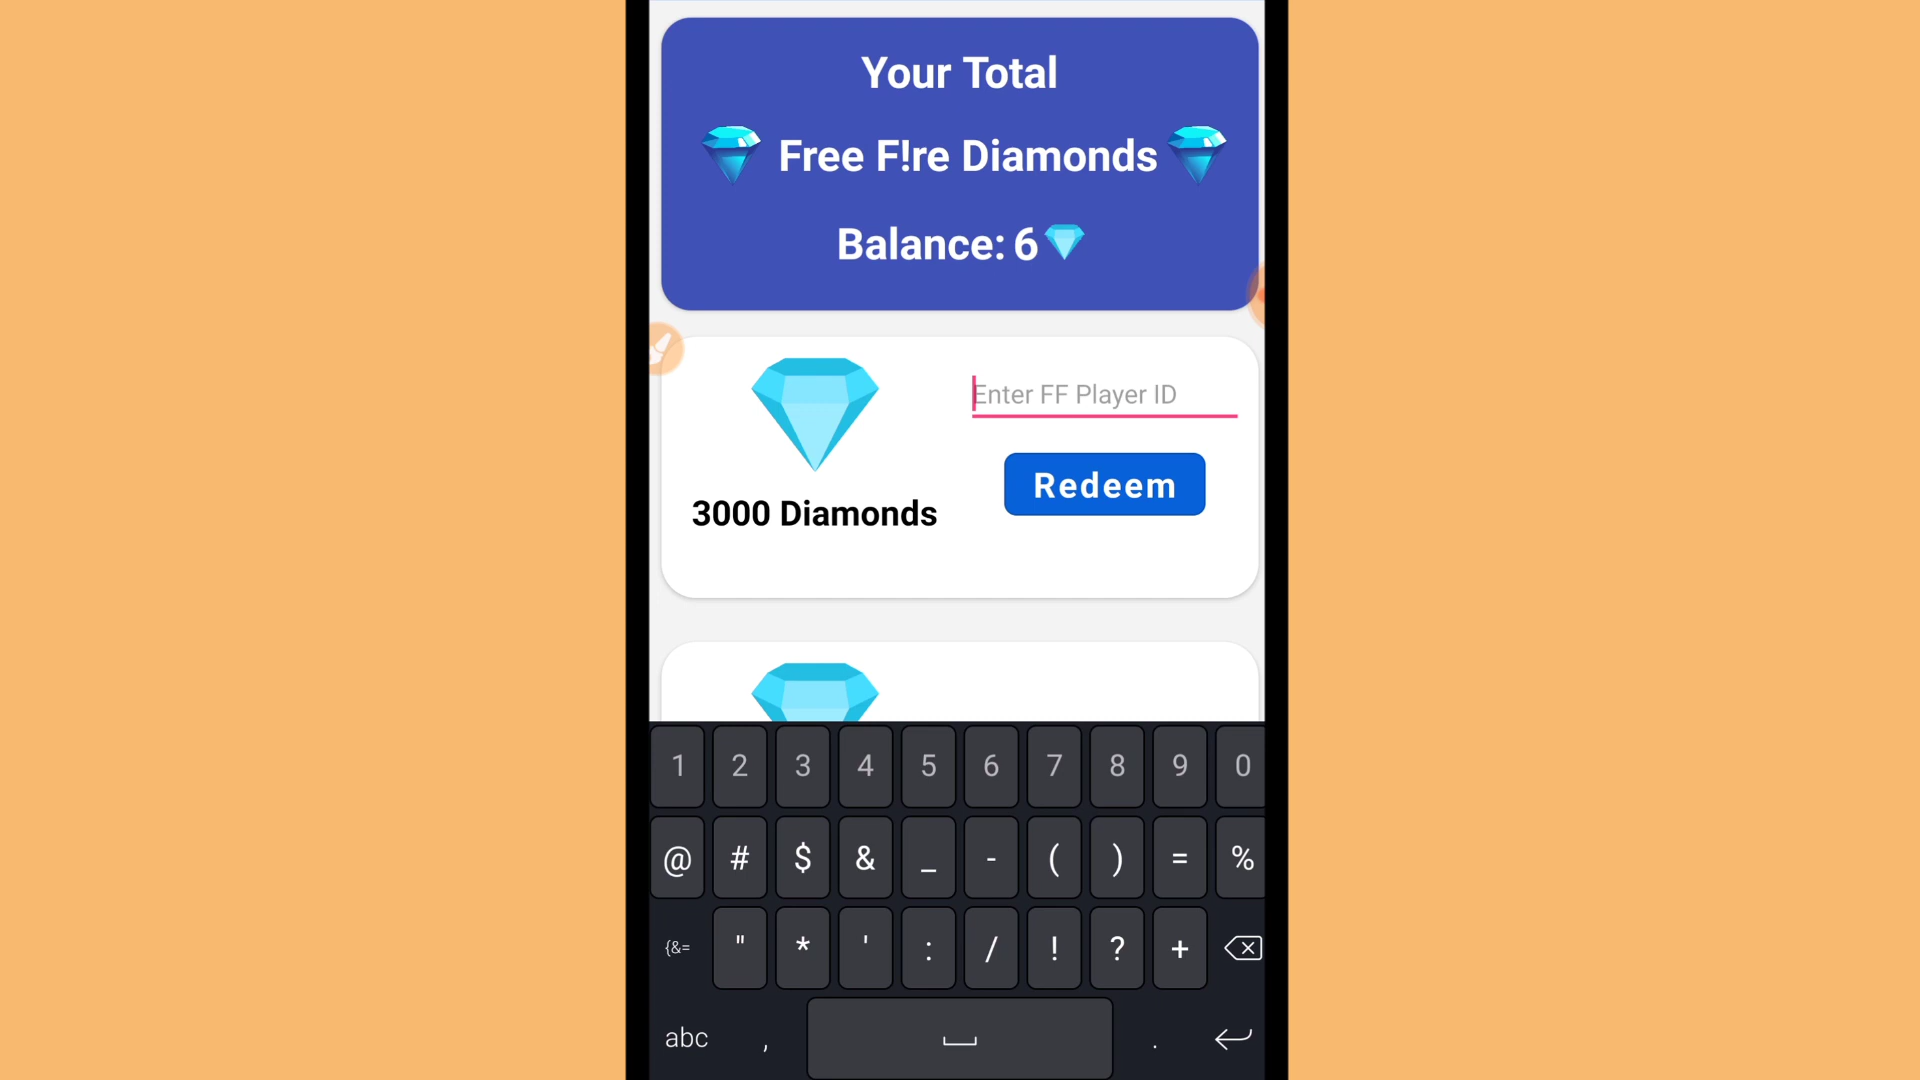 Your Total
Free F!re Diamonds
Balance: 6
Enter FF Player ID
Redeem
3000 Diamonds
1 2 3 4 5 6 7 8 9 0
@ # $ & _ - ( ) = %
{&= " * ' : / ! ? +
abc , .